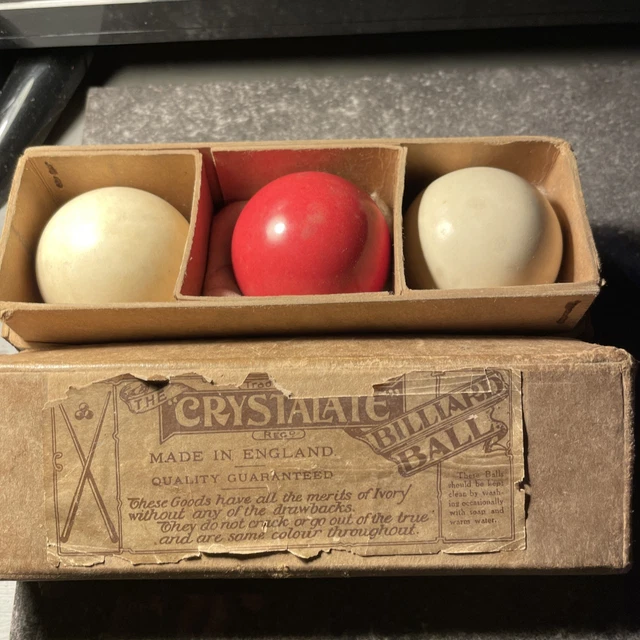 THE
"CRYSTALATE"
REGD
BILLIARD
BALL
MADE IN ENGLAND
QUALITY GUARANTEED
These Goods have all the merits of Ivory
without any of the drawbacks.
They do not crack or go out of the true
and are same colour throughout.
These Balls
should be kept
clean by wash-
ing occasionally
with soap and
warm water.